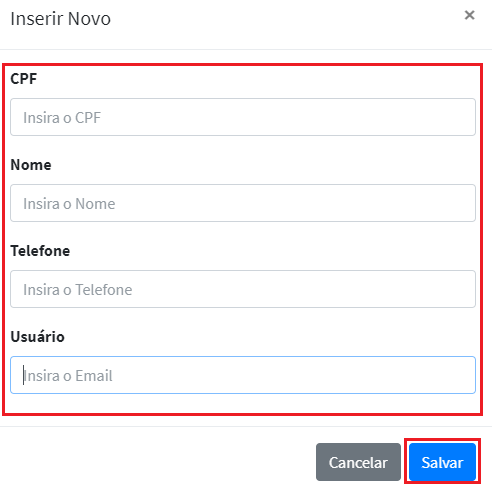 Inserir Novo ×
CPF
Insira o CPF
Nome
Insira o Nome
Telefone
Insira o Telefone
Usuário
Insira o Email
Cancelar Salvar